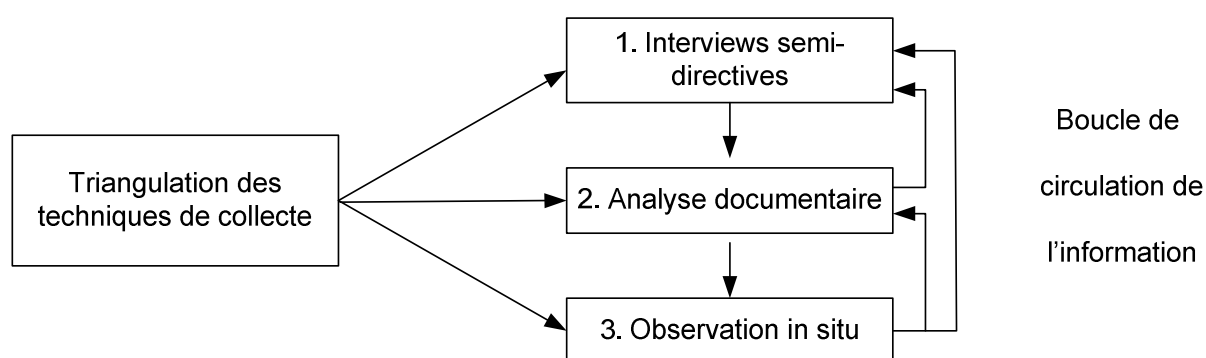 1. Interviews semi-
directives
Triangulation des
techniques de collecte
2. Analyse documentaire
3. Observation in situ
Boucle de
circulation de
l'information